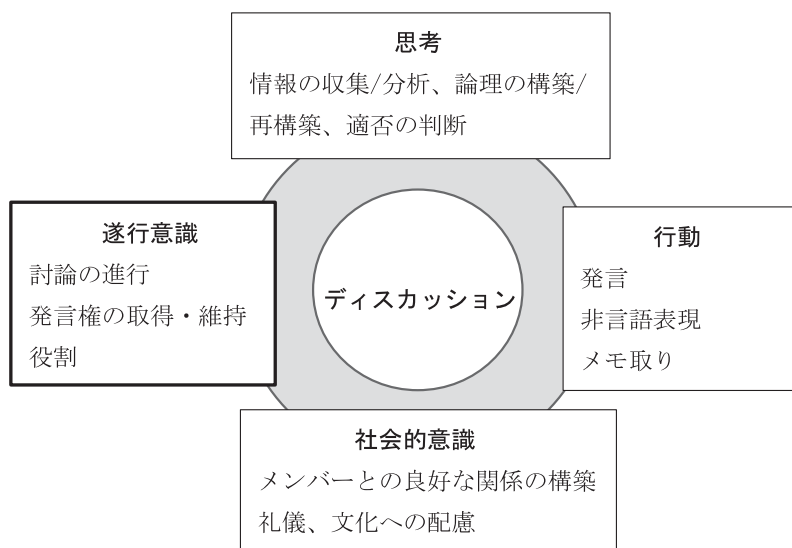 思考
情報の収集/分析、論理の構築/
再構築、適否の判断
遂行意識
討論の進行
発言権の取得・維持
役割
ディスカッション
行動
発言
非言語表現
メモ取り
社会的意識
メンバーとの良好な関係の構築
礼儀、文化への配慮